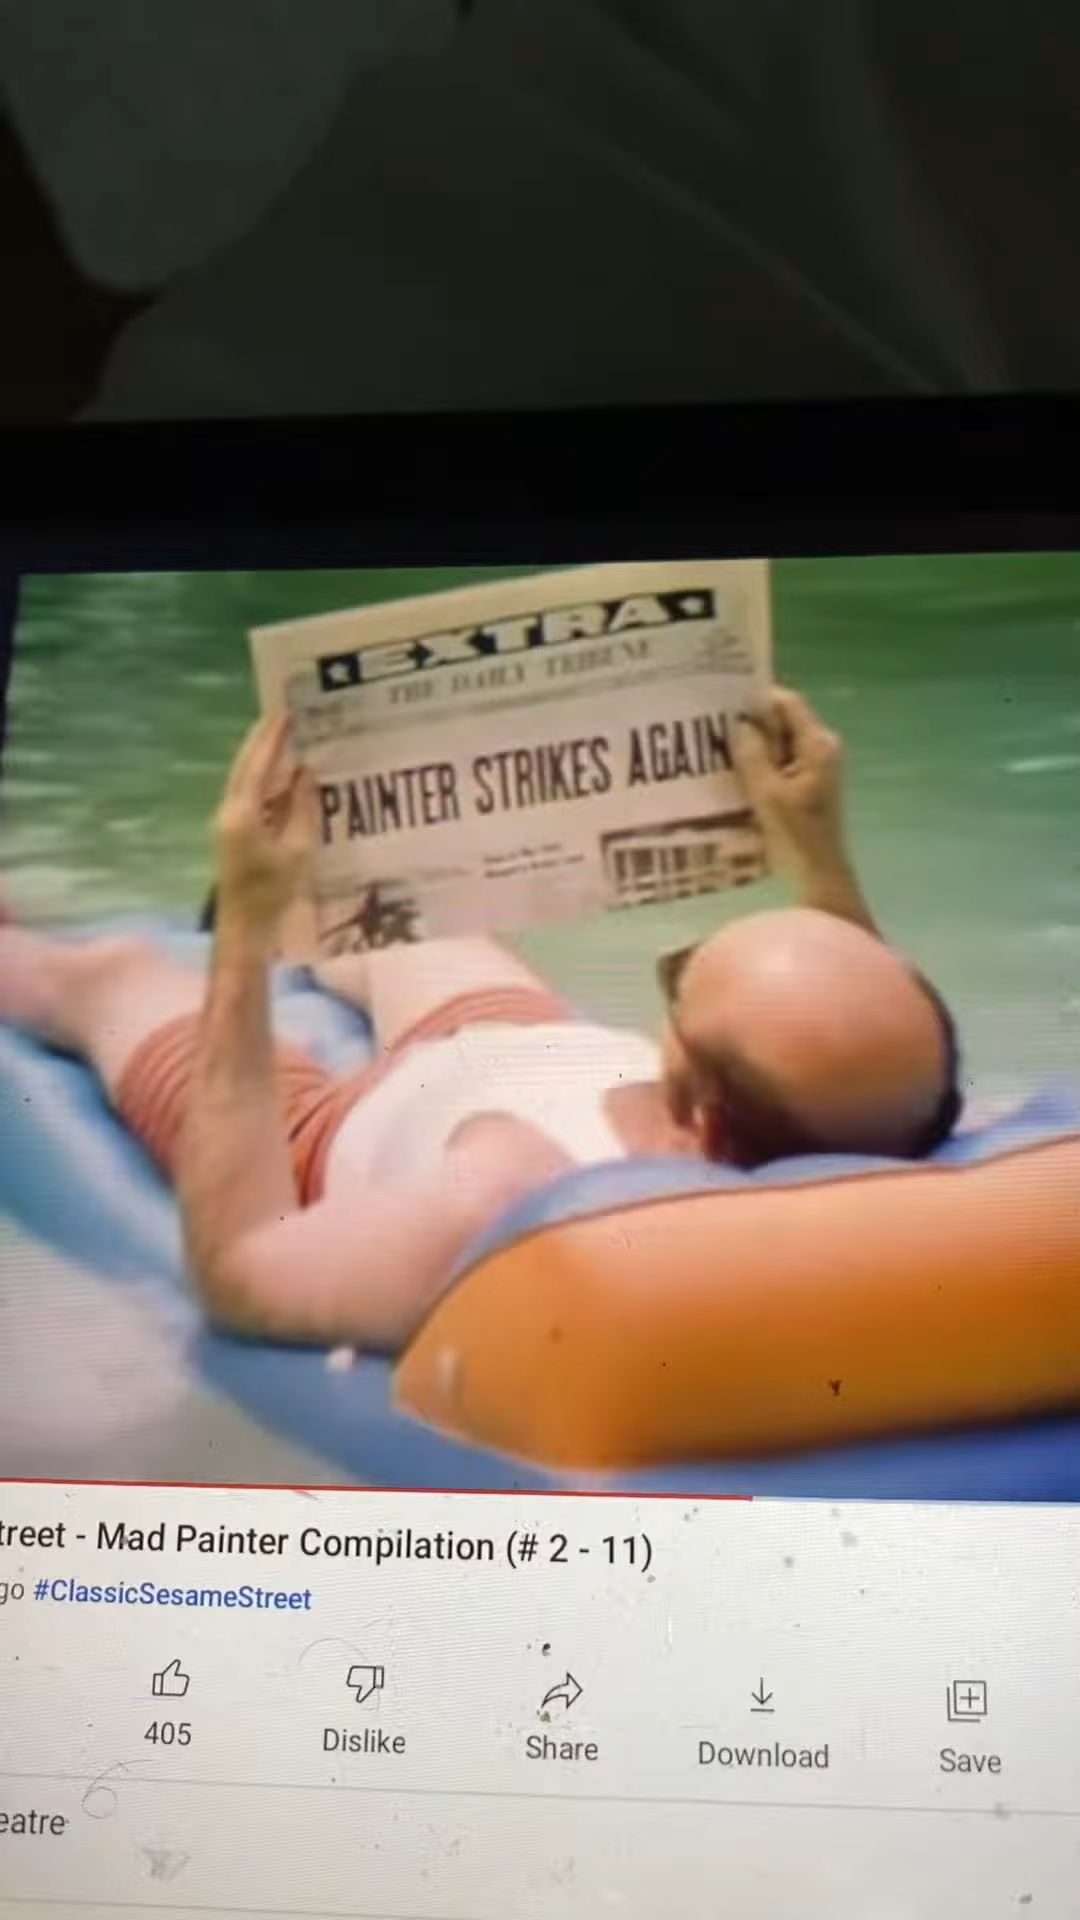 EXTRA
THE DAILY TRIBUNE
PAINTER STRIKES AGAIN
treet - Mad Painter Compilation (# 2 - 11)
go #ClassicSesameStreet
405
Dislike
Share
Download
Save
eatre